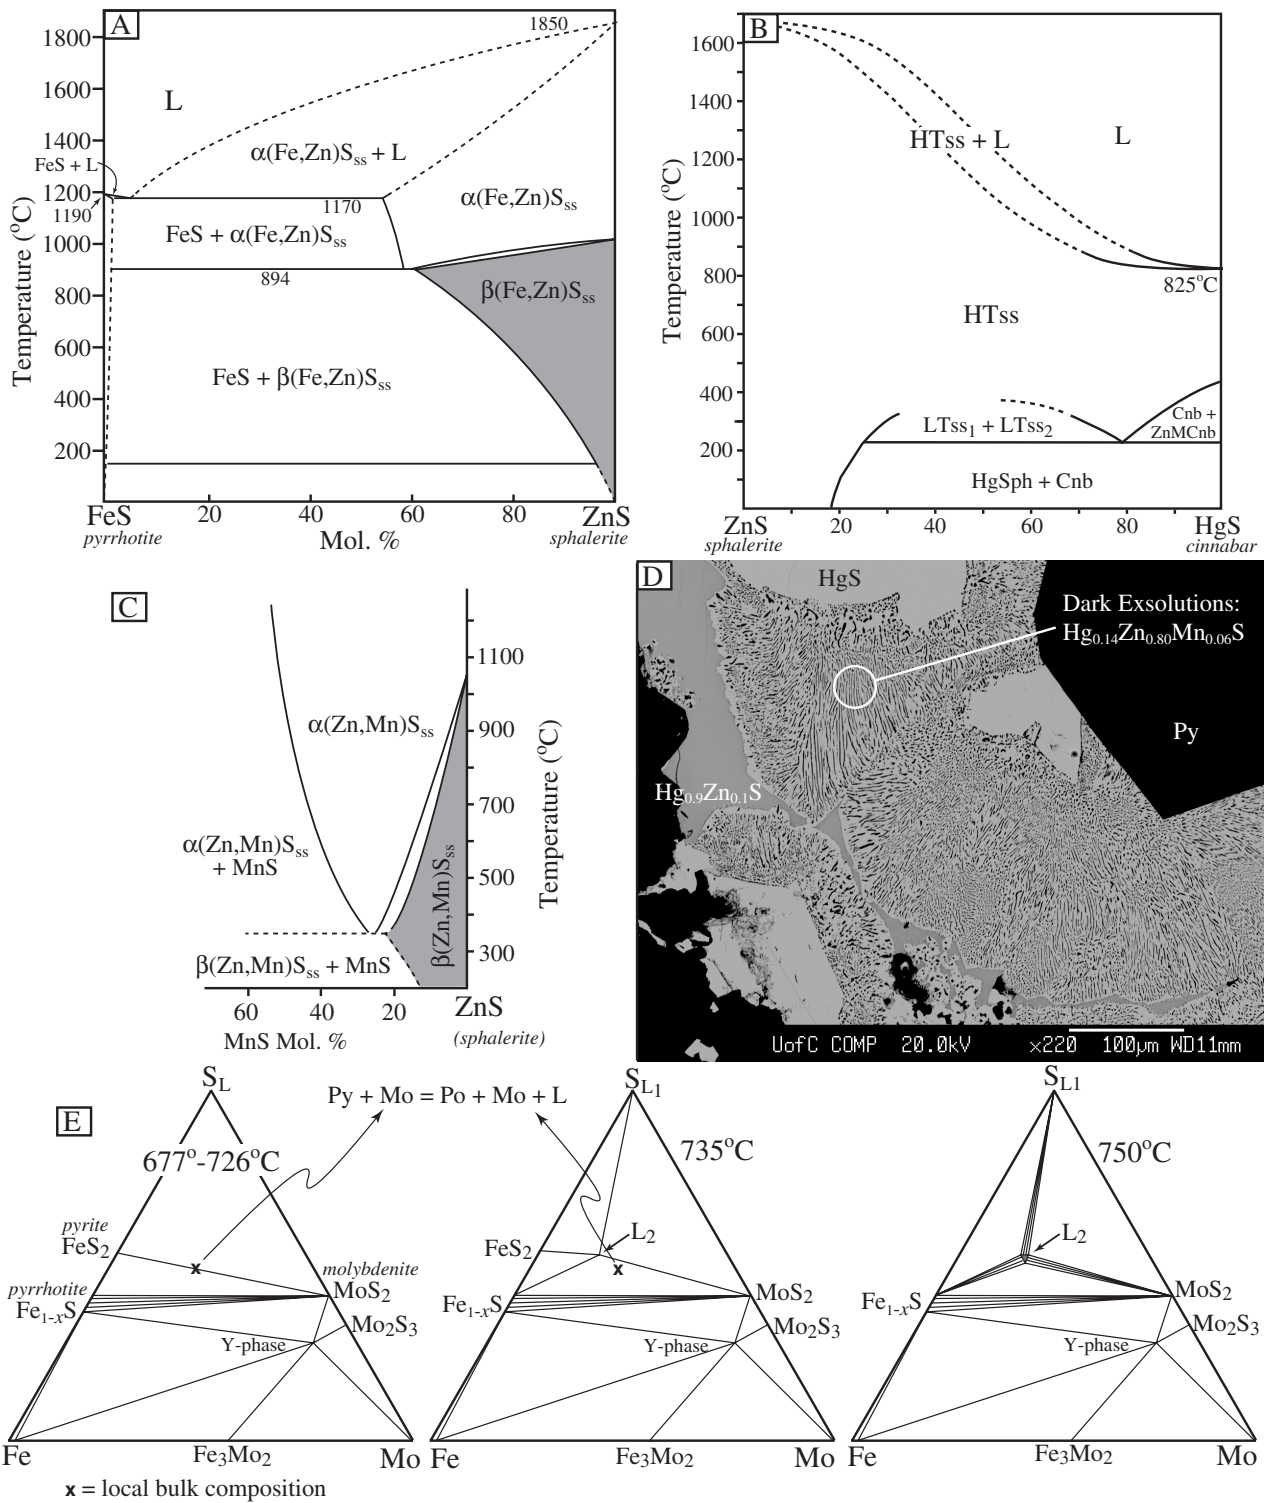 A
1800
1600
1400
1200
1000
800
600
400
200
Temperature (°C)
1850
L
α(Fe,Zn)Sss + L
FeS + L
1190
1170
α(Fe,Zn)Sss
FeS + α(Fe,Zn)Sss
894
β(Fe,Zn)Sss
FeS + β(Fe,Zn)Sss
FeS
pyrrhotite
20
40
60
80
ZnS
sphalerite
Mol. %
B
1600
1400
1200
1000
800
600
400
200
Temperature (°C)
HTss + L
L
825°C
HTss
LTss1 + LTss2
Cnb +
ZnMCnb
HgSph + Cnb
ZnS
sphalerite
20
40
60
80
HgS
cinnabar
C
1100
900
700
500
300
Temperature (°C)
α(Zn,Mn)Sss
α(Zn,Mn)Sss
+ MnS
β(Zn,Mn)Sss
β(Zn,Mn)Sss + MnS
60
40
20
ZnS
(sphalerite)
MnS Mol. %
D
HgS
Dark Exsolutions:
Hg0.14Zn0.80Mn0.06S
Py
Hg0.9Zn0.1S
UofC COMP 20.0kV x220 100µm WD11mm
E
Py + Mo = Po + Mo + L
SL
677°-726°C
pyrite
FeS2
x
pyrrhotite
Fe1-xS
molybdenite
MoS2
Mo2S3
Y-phase
Fe
Fe3Mo2
Mo
SL1
735°C
FeS2
L2
x
Fe1-xS
MoS2
Mo2S3
Y-phase
Fe
Fe3Mo2
Mo
SL1
750°C
L2
Fe1-xS
MoS2
Mo2S3
Y-phase
Fe
Fe3Mo2
Mo
x = local bulk composition